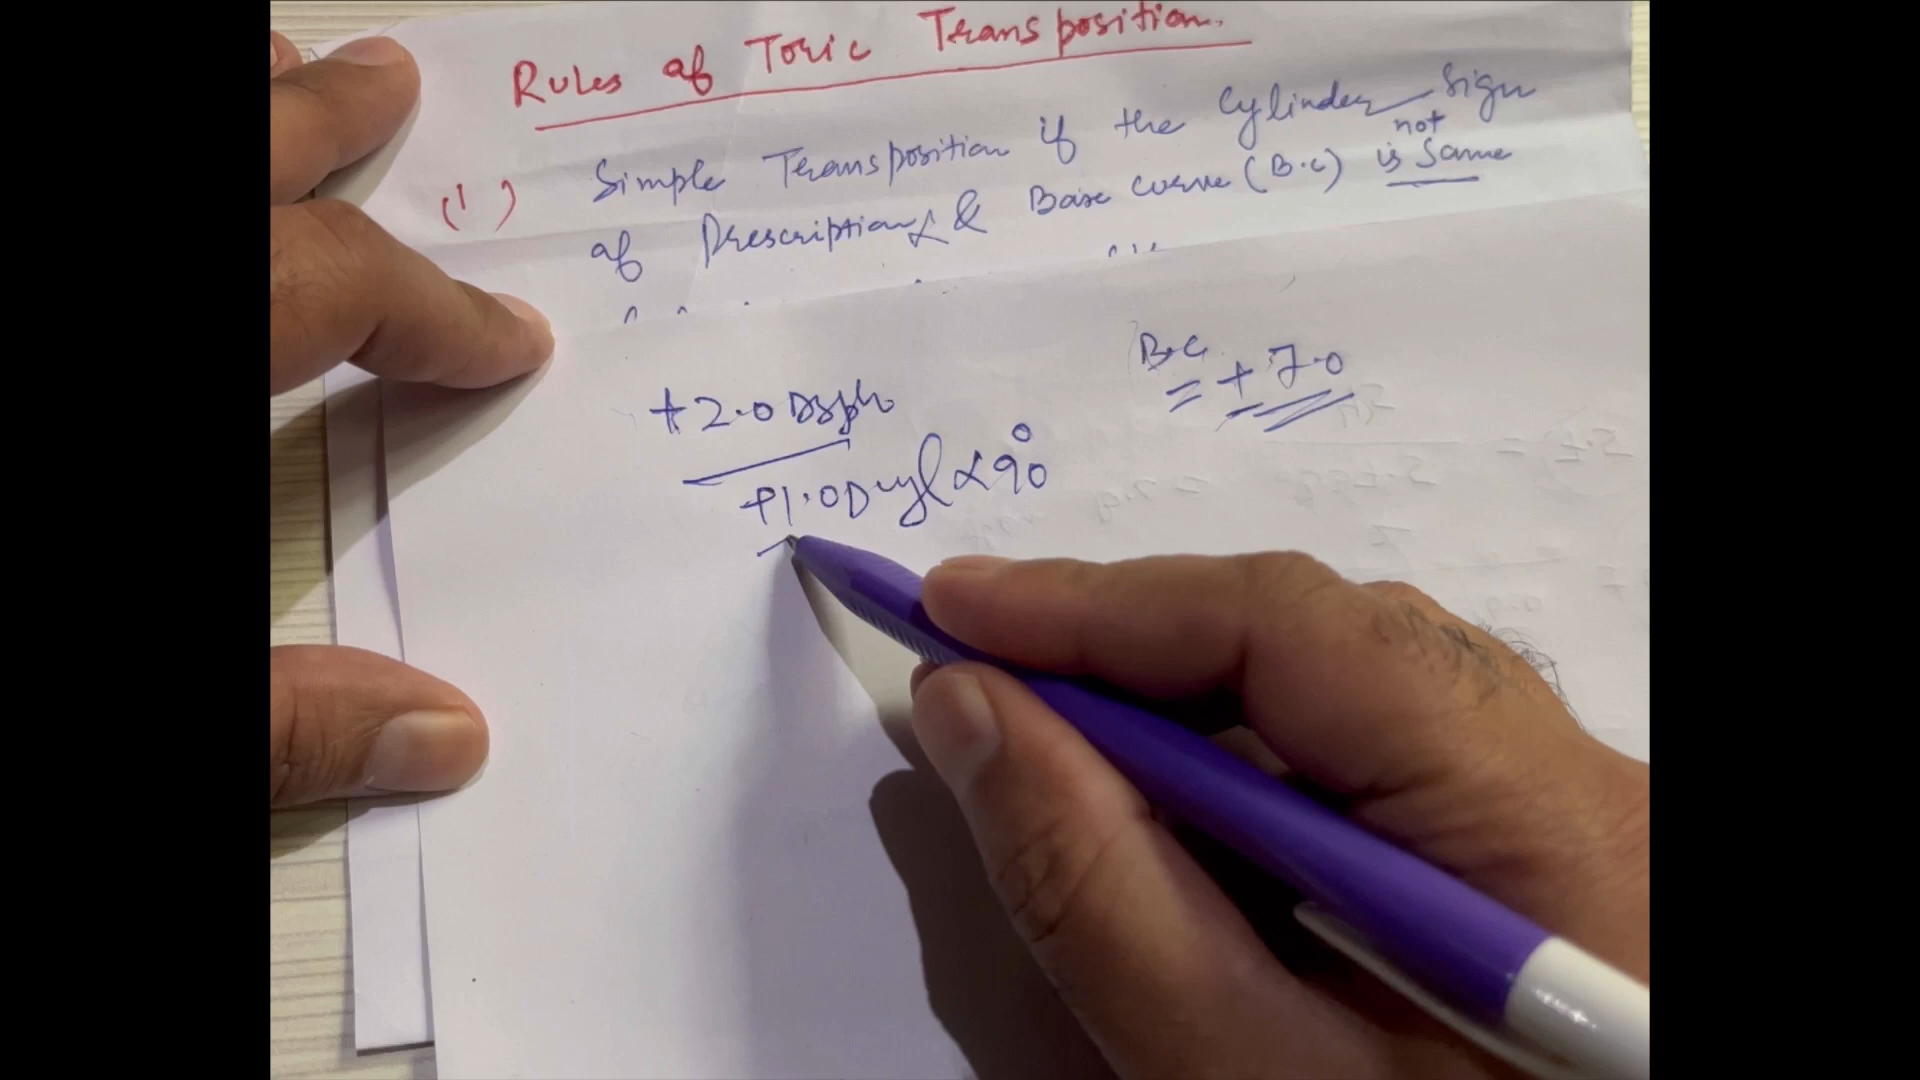 Rules of Toric Transposition.
(1) Simple Transposition if the Cylinder Sign
of Prescription & Base curve (B.C) is not Same
B.C
+ 7.0
+2.0 Dsph
+1.0 Dcyl x 90°